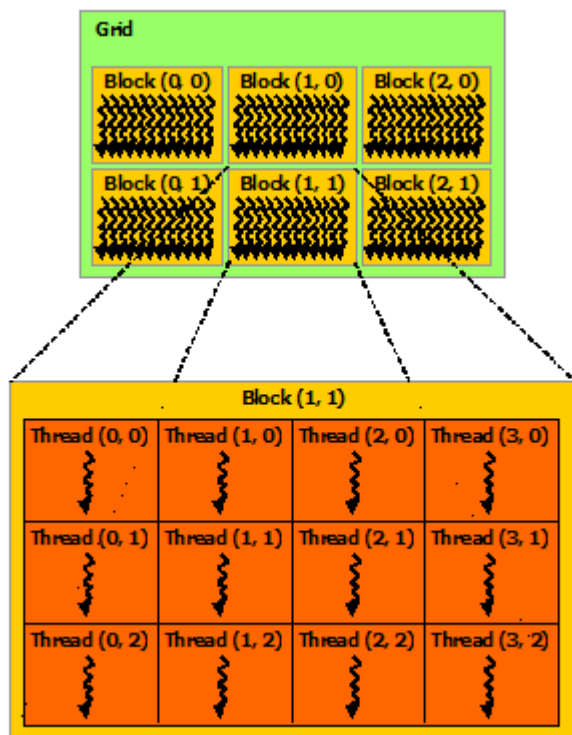 Grid
Block (0, 0) Block (1, 0) Block (2, 0)
Block (0, 1) Block (1, 1) Block (2, 1)
Block (1, 1)
Thread (0, 0) Thread (1, 0) Thread (2, 0) Thread (3, 0)
Thread (0, 1) Thread (1, 1) Thread (2, 1) Thread (3, 1)
Thread (0, 2) Thread (1, 2) Thread (2, 2) Thread (3, 2)